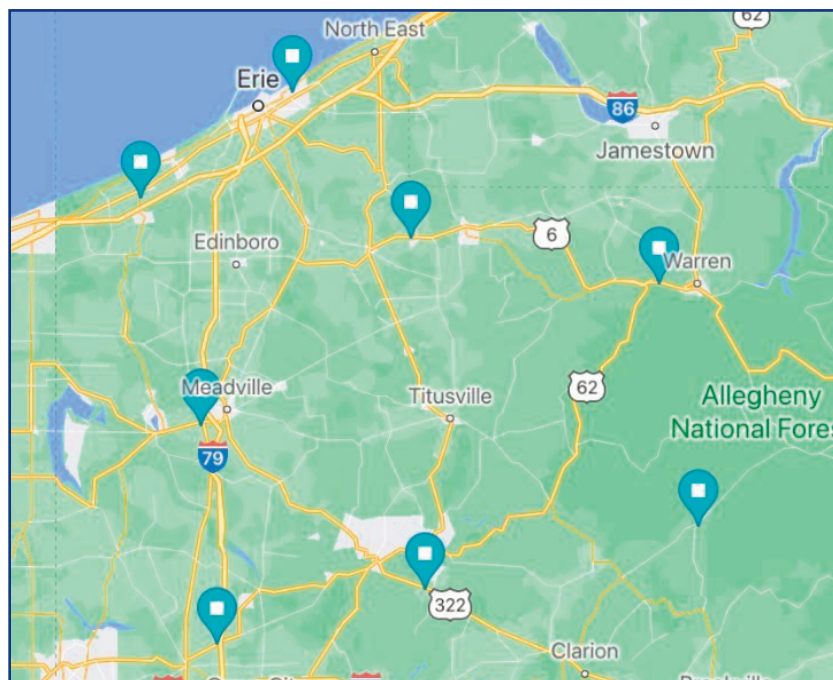 62
North East
Erie
86
Jamestown
6
Edinboro
Warren
Meadville
62
Titusville
Allegheny
National Fores
79
322
Clarion